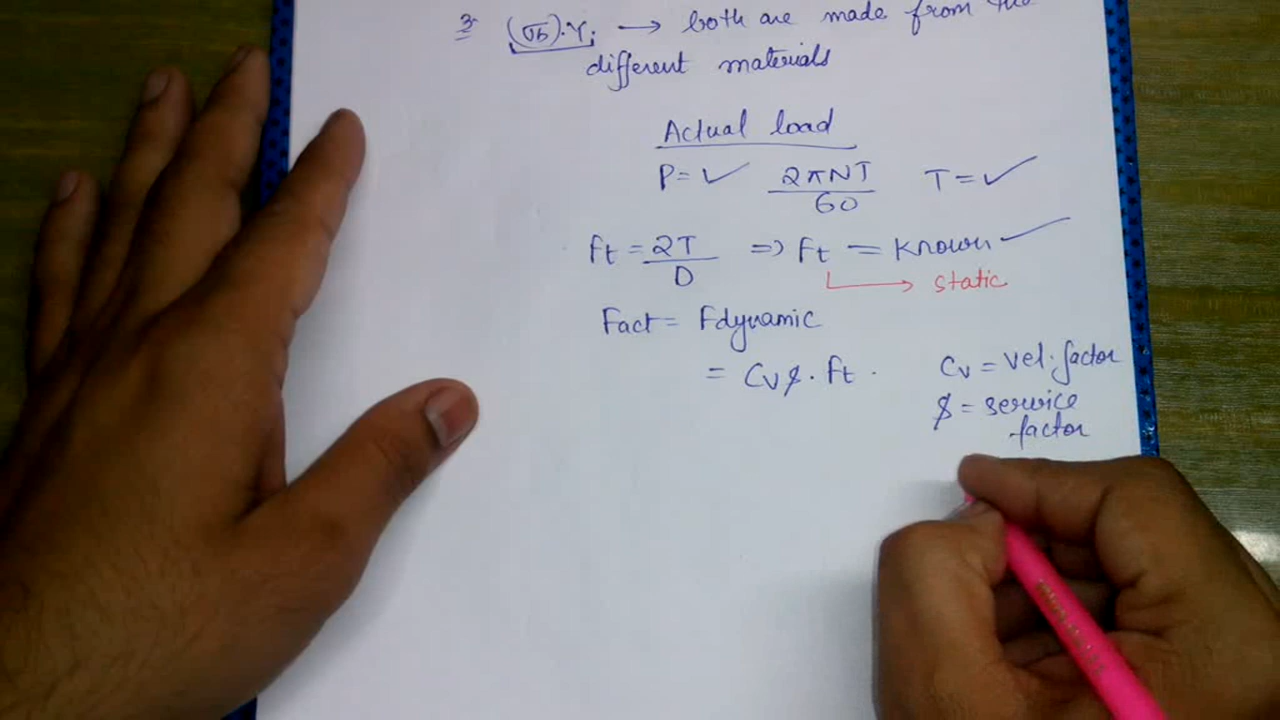 3 (σb).Y. → both are made from the
different materials
Actual load
P = ✓ 2πNT/60 T = ✓
Ft = 2T/D => Ft = Known ✓
→ static
Fact = Fdynamic
= Cv $. Ft. Cv = vel. factor
$ = service
factor